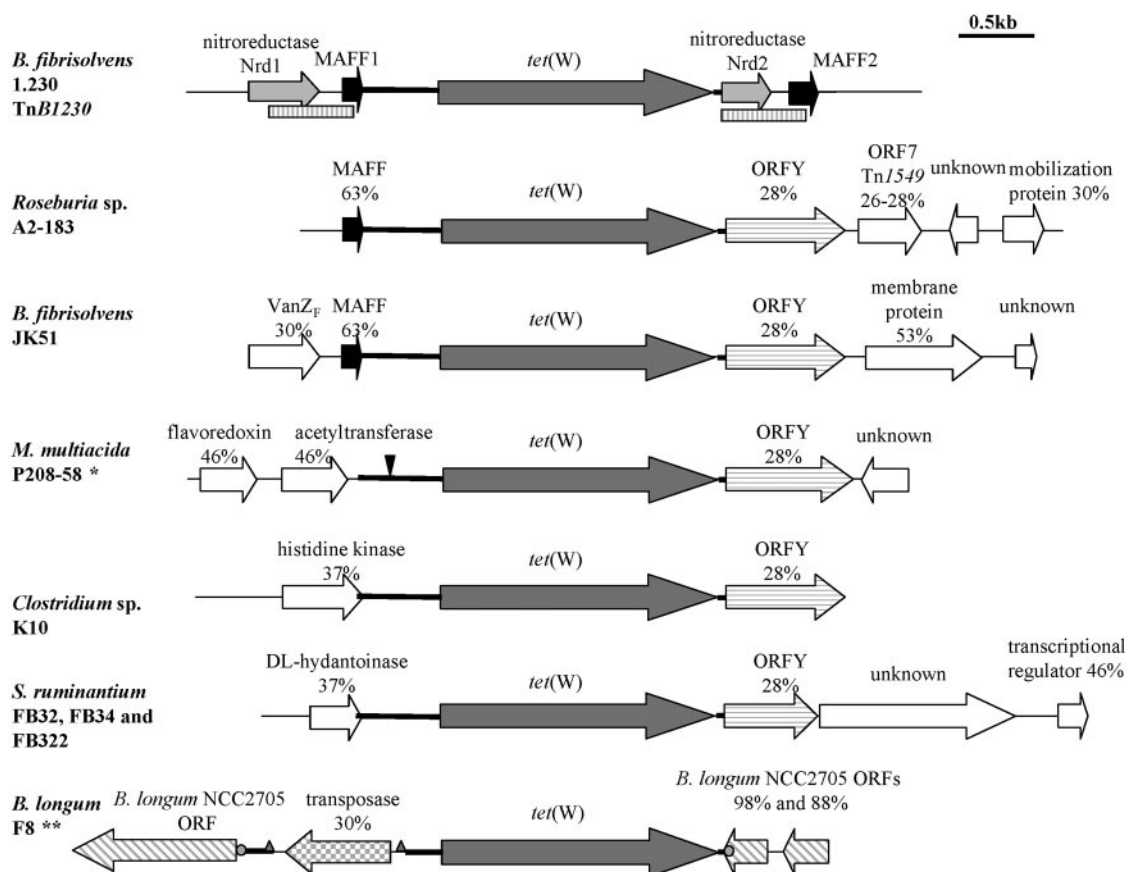 0.5kb
B. fibrisolvens
1.230
TnB1230
nitroreductase
Nrd1
MAFF1
tet(W)
nitroreductase
Nrd2
MAFF2
Roseburia sp.
A2-183
MAFF
63%
tet(W)
ORFY
28%
ORF7
Tn1549
26-28%
unknown
mobilization
protein 30%
B. fibrisolvens
JK51
VanZF
30%
MAFF
63%
tet(W)
ORFY
28%
membrane
protein
53%
unknown
M. multiacida
P208-58 *
flavoredoxin
46%
acetyltransferase
46%
tet(W)
ORFY
28%
unknown
Clostridium sp.
K10
histidine kinase
37%
tet(W)
ORFY
28%
S. ruminantium
FB32, FB34 and
FB322
DL-hydantoinase
37%
tet(W)
ORFY
28%
unknown
transcriptional
regulator 46%
B. longum
F8 **
B. longum NCC2705
ORF
transposase
30%
tet(W)
B. longum NCC2705 ORFs
98% and 88%